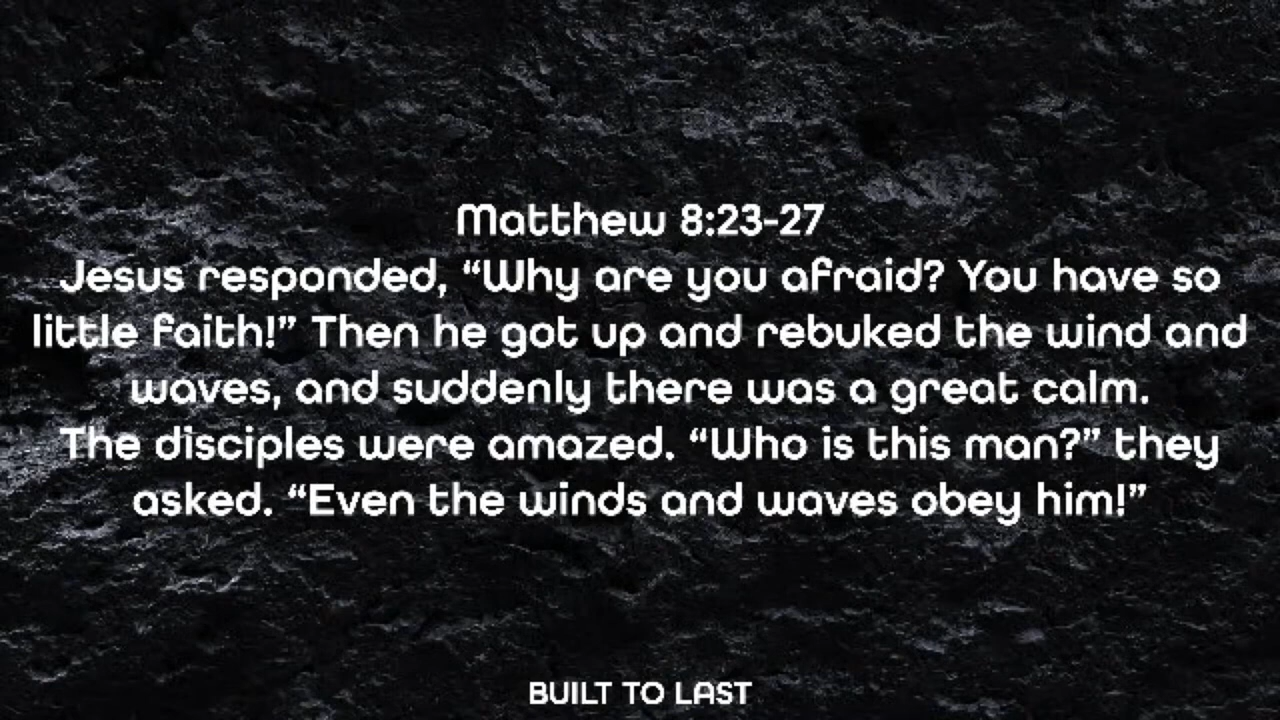 Matthew 8:23-27
Jesus responded, “Why are you afraid? You have so
little faith!” Then he got up and rebuked the wind and
waves, and suddenly there was a great calm.
The disciples were amazed. “Who is this man?” they
asked. “Even the winds and waves obey him!”
BUILT TO LAST